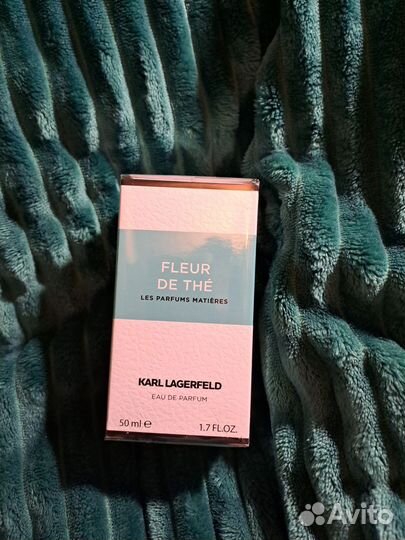 FLEUR
DE THÉ
LES PARFUMS MATIÈRES
KARL LAGERFELD
EAU DE PARFUM
50 ml ℮ 1.7 FL.OZ.
Avito